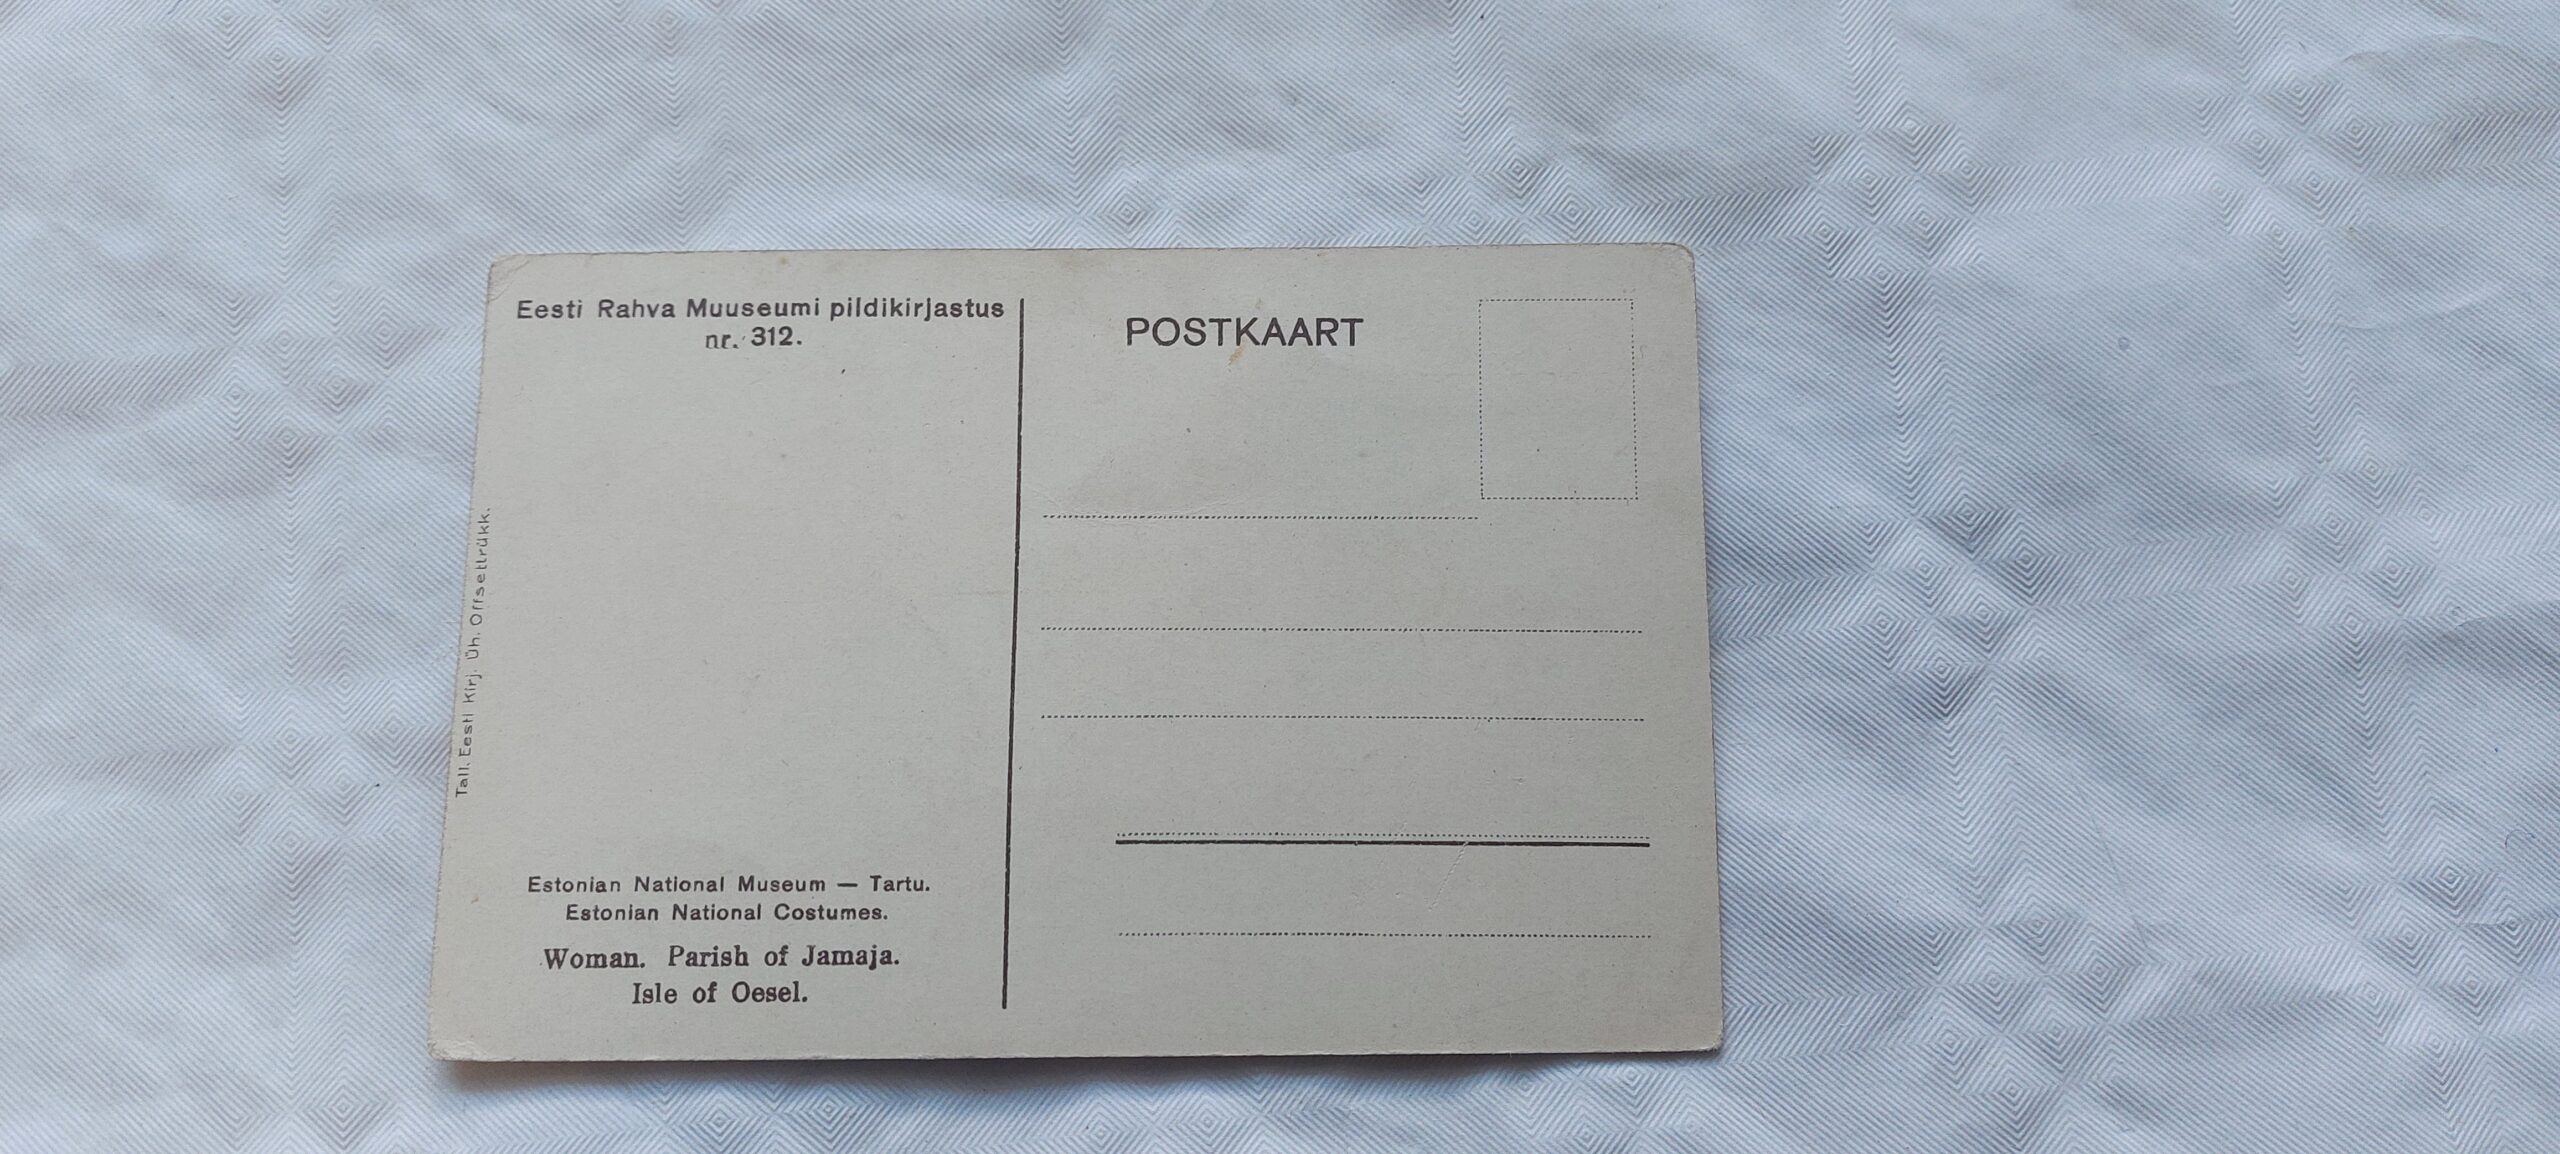 Eesti Rahva Muuseumi pildikirjastus
nr. 312.
POSTKAART
Tall. Eesti Kirj. Üh. Offsettrükk.
Estonian National Museum — Tartu.
Estonian National Costumes.
Woman. Parish of Jamaja.
Isle of Oesel.